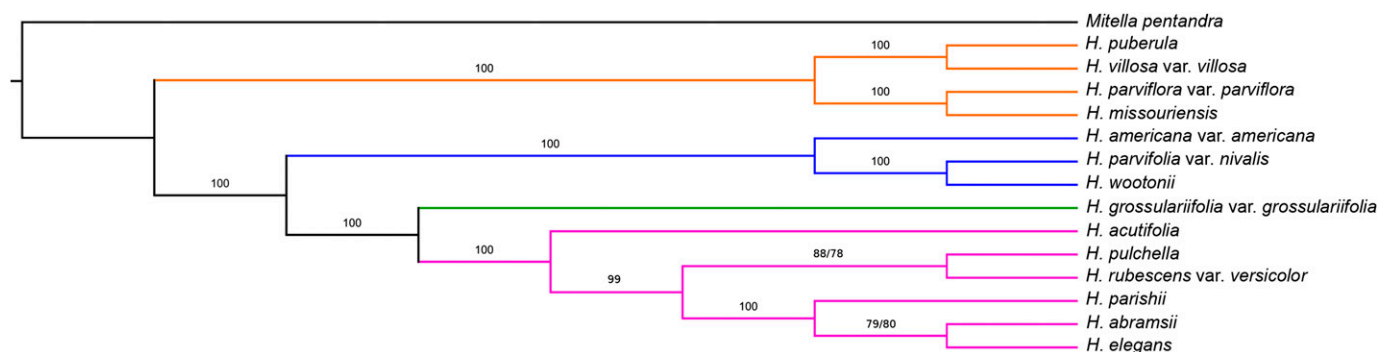 Mitella pentandra
100
H. puberula
100
H. villosa var. villosa
100
H. parviflora var. parviflora
H. missouriensis
H. americana var. americana
100
100
H. parvifolia var. nivalis
100
H. wootonii
H. grossulariifolia var. grossulariifolia
100
H. acutifolia
100
88/78
H. pulchella
H. rubescens var. versicolor
99
H. parishii
100
79/80
H. abramsii
H. elegans